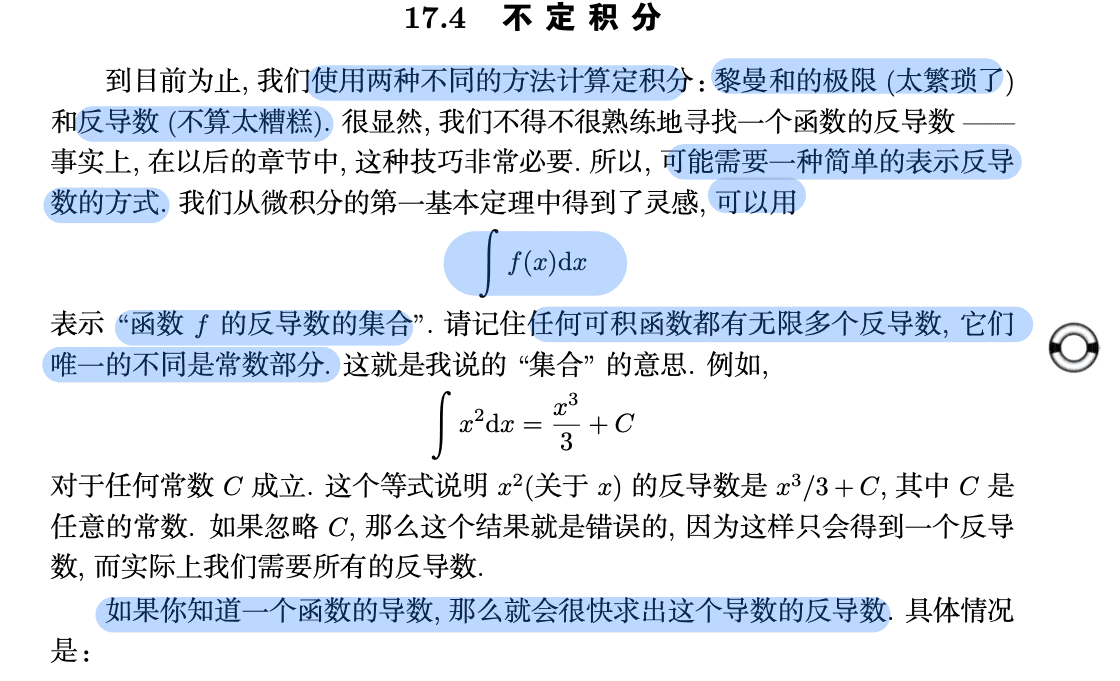 17.4 不定积分
到目前为止, 我们使用两种不同的方法计算定积分: 黎曼和的极限 (太繁琐了)
和反导数 (不算太糟糕). 很显然, 我们不得不很熟练地寻找一个函数的反导数 ——
事实上, 在以后的章节中, 这种技巧非常必要. 所以, 可能需要一种简单的表示反导
数的方式. 我们从微积分的第一基本定理中得到了灵感, 可以用
∫ f(x)dx
表示 “函数 f 的反导数的集合”. 请记住任何可积函数都有无限多个反导数, 它们
唯一的不同是常数部分. 这就是我说的 “集合” 的意思. 例如,
∫ x²dx = x³/3 + C
对于任何常数 C 成立. 这个等式说明 x²(关于 x) 的反导数是 x³/3 + C, 其中 C 是
任意的常数. 如果忽略 C, 那么这个结果就是错误的, 因为这样只会得到一个反导
数, 而实际上我们需要所有的反导数.
如果你知道一个函数的导数, 那么就会很快求出这个导数的反导数. 具体情况
是: